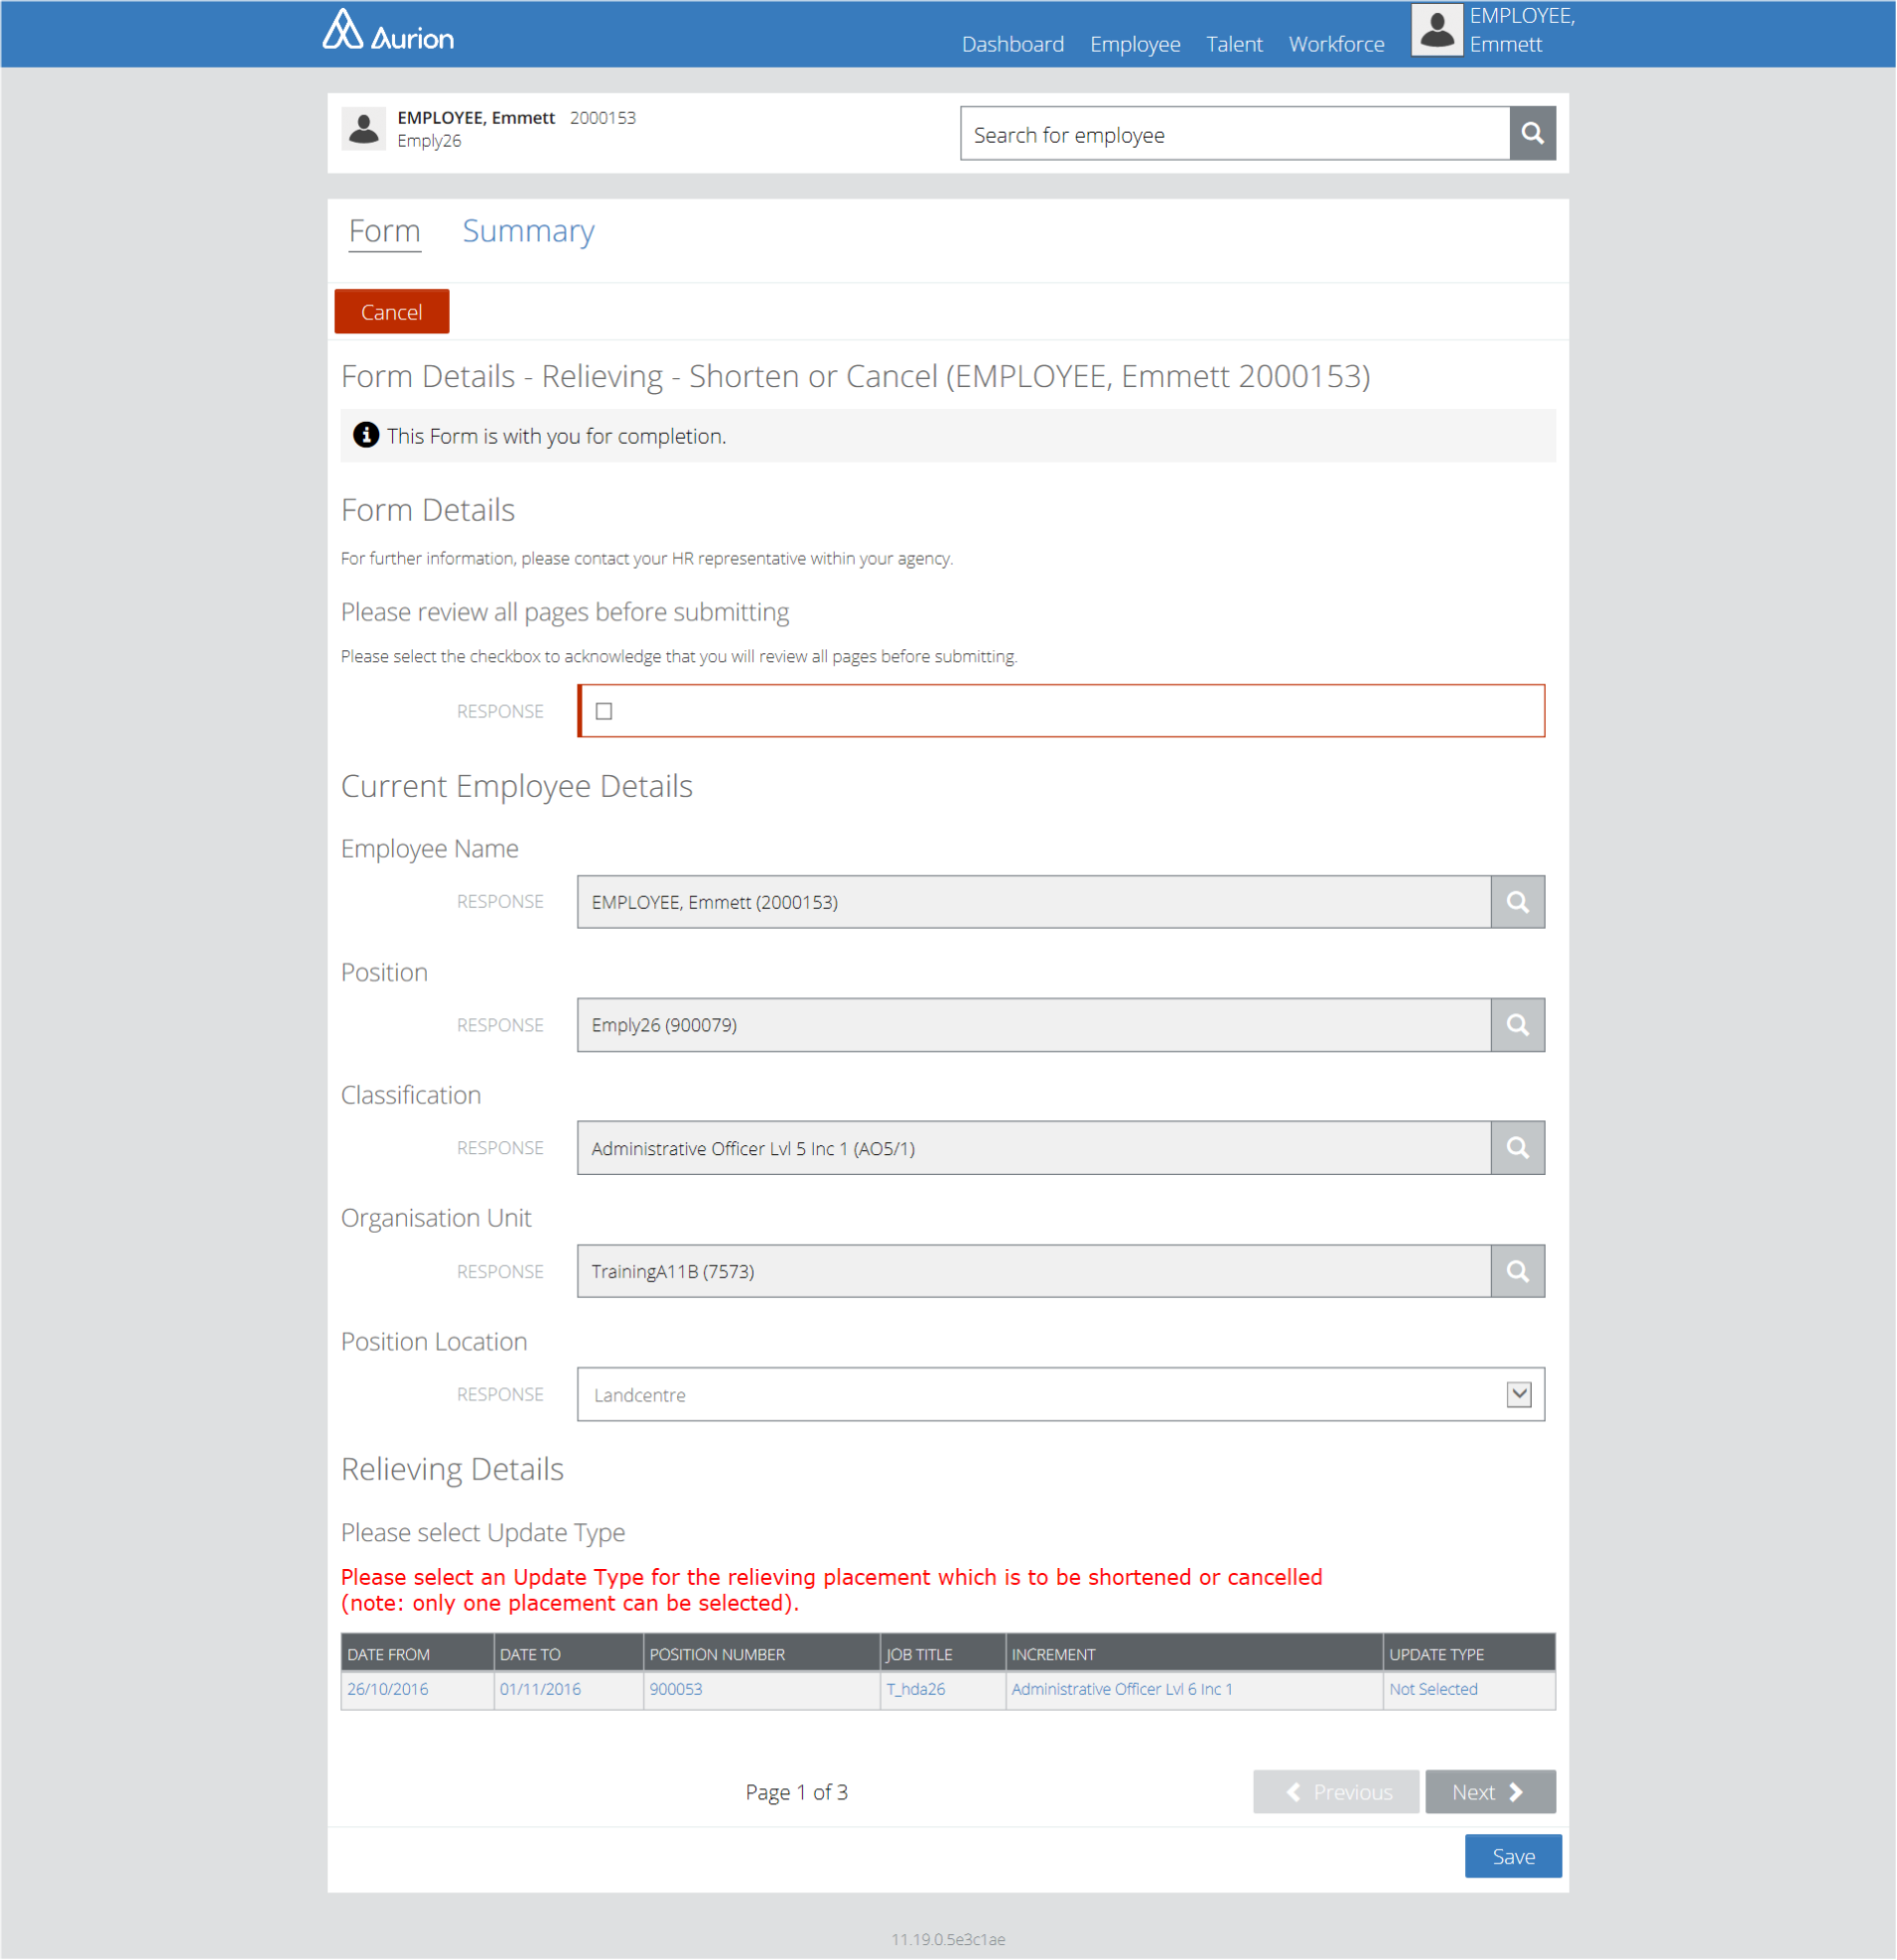 Aurion
Dashboard Employee Talent Workforce
EMPLOYEE,
Emmett
EMPLOYEE, Emmett 2000153
Emply26
Search for employee
Form Summary
Cancel
Form Details - Relieving - Shorten or Cancel (EMPLOYEE, Emmett 2000153)
This Form is with you for completion.
Form Details
For further information, please contact your HR representative within your agency.
Please review all pages before submitting
Please select the checkbox to acknowledge that you will review all pages before submitting.
RESPONSE
Current Employee Details
Employee Name
RESPONSE EMPLOYEE, Emmett (2000153)
Position
RESPONSE Emply26 (900079)
Classification
RESPONSE Administrative Officer Lvl 5 Inc 1 (AO5/1)
Organisation Unit
RESPONSE TrainingA11B (7573)
Position Location
RESPONSE Landcentre
Relieving Details
Please select Update Type
Please select an Update Type for the relieving placement which is to be shortened or cancelled
(note: only one placement can be selected).
DATE FROM DATE TO POSITION NUMBER JOB TITLE INCREMENT UPDATE TYPE
26/10/2016 01/11/2016 900053 T_hda26 Administrative Officer Lvl 6 Inc 1 Not Selected
Page 1 of 3 Previous Next
Save
11.19.0.5e3c1ae